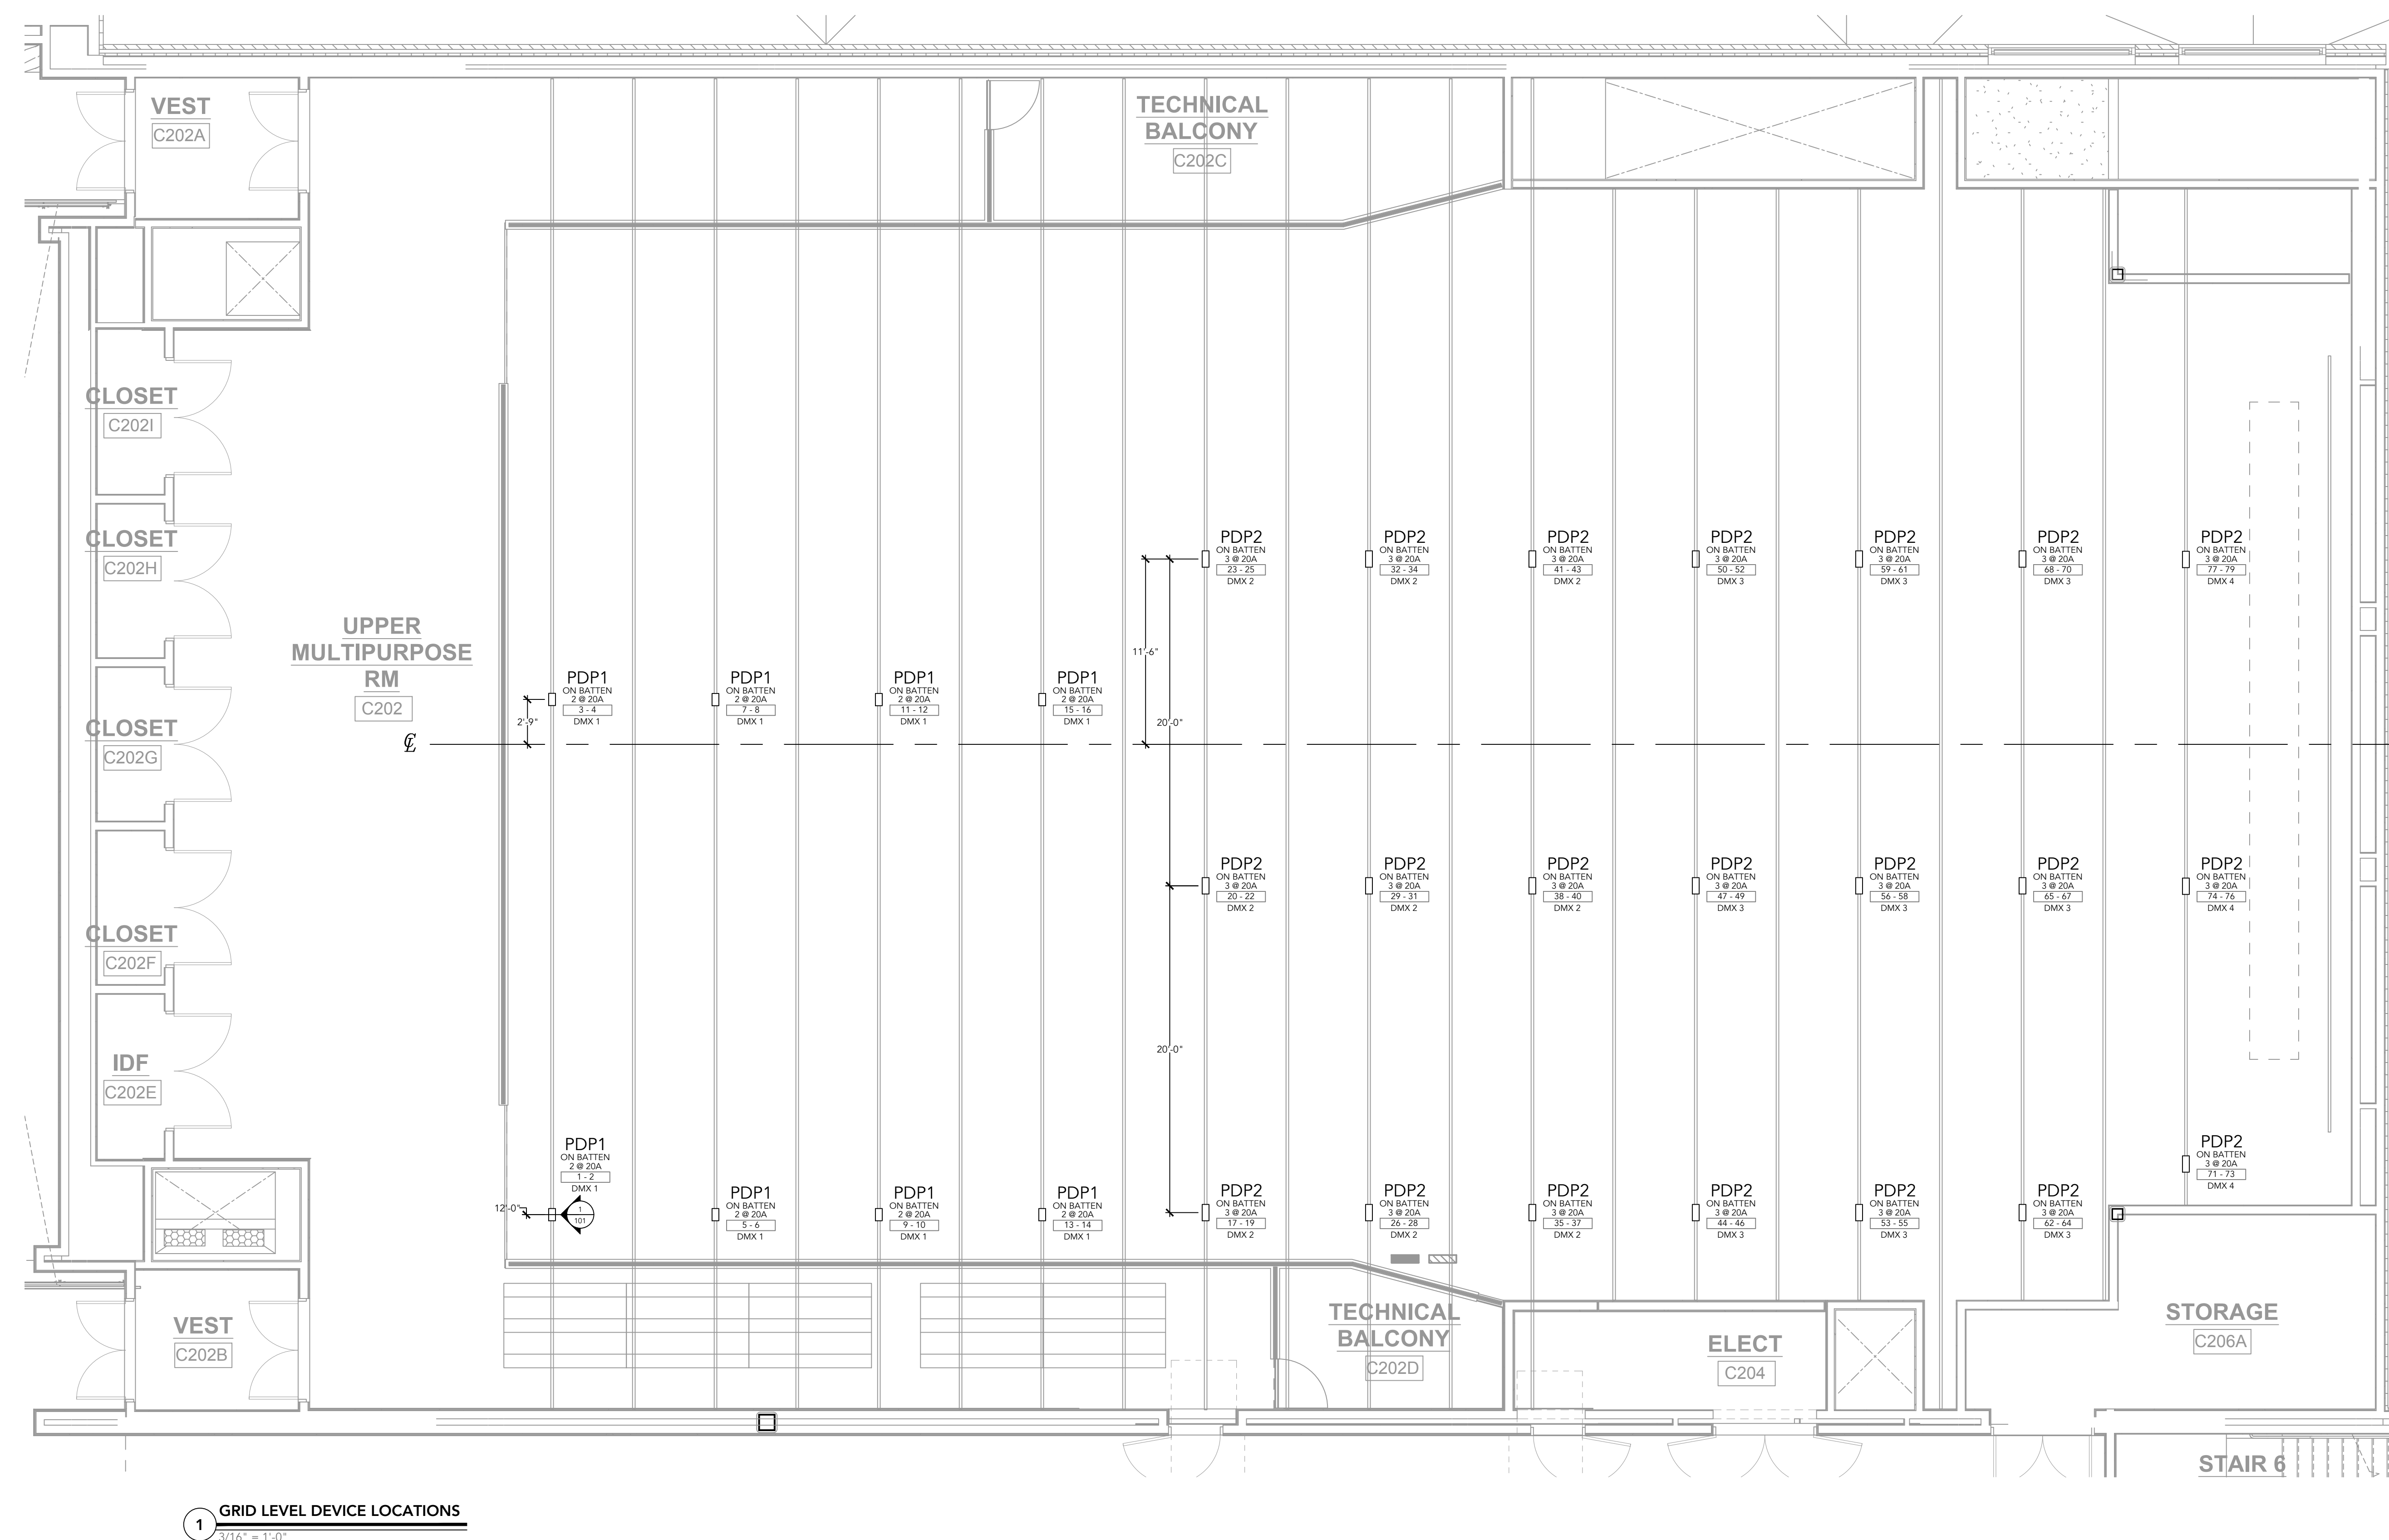 VEST
C202A
TECHNICAL
BALCONY
C202C
CLOSET
C202I
CLOSET
C202H
UPPER
MULTIPURPOSE
RM
C202
CLOSET
C202G
CLOSET
C202F
IDF
C202E
VEST
C202B
PDP2
ON BATTEN
3 @ 20A
23 - 25
DMX 2
PDP2
ON BATTEN
3 @ 20A
32 - 34
DMX 2
PDP2
ON BATTEN
3 @ 20A
41 - 43
DMX 2
PDP2
ON BATTEN
3 @ 20A
50 - 52
DMX 3
PDP2
ON BATTEN
3 @ 20A
59 - 61
DMX 3
PDP2
ON BATTEN
3 @ 20A
68 - 70
DMX 3
PDP2
ON BATTEN
3 @ 20A
77 - 79
DMX 4
11'-6"
PDP1
ON BATTEN
2 @ 20A
3 - 4
DMX 1
PDP1
ON BATTEN
2 @ 20A
7 - 8
DMX 1
PDP1
ON BATTEN
2 @ 20A
11 - 12
DMX 1
PDP1
ON BATTEN
2 @ 20A
15 - 16
DMX 1
2'-9"
20'-0"
CL
PDP2
ON BATTEN
3 @ 20A
20 - 22
DMX 2
PDP2
ON BATTEN
3 @ 20A
29 - 31
DMX 2
PDP2
ON BATTEN
3 @ 20A
38 - 40
DMX 2
PDP2
ON BATTEN
3 @ 20A
47 - 49
DMX 3
PDP2
ON BATTEN
3 @ 20A
56 - 58
DMX 3
PDP2
ON BATTEN
3 @ 20A
65 - 67
DMX 3
PDP2
ON BATTEN
3 @ 20A
74 - 76
DMX 4
20'-0"
PDP1
ON BATTEN
2 @ 20A
1 - 2
DMX 1
12'-0"
1
101
PDP1
ON BATTEN
2 @ 20A
5 - 6
DMX 1
PDP1
ON BATTEN
2 @ 20A
9 - 10
DMX 1
PDP1
ON BATTEN
2 @ 20A
13 - 14
DMX 1
PDP2
ON BATTEN
3 @ 20A
17 - 19
DMX 2
PDP2
ON BATTEN
3 @ 20A
26 - 28
DMX 2
PDP2
ON BATTEN
3 @ 20A
35 - 37
DMX 2
PDP2
ON BATTEN
3 @ 20A
44 - 46
DMX 3
PDP2
ON BATTEN
3 @ 20A
53 - 55
DMX 3
PDP2
ON BATTEN
3 @ 20A
62 - 64
DMX 3
PDP2
ON BATTEN
3 @ 20A
71 - 73
DMX 4
TECHNICAL
BALCONY
C202D
ELECT
C204
STORAGE
C206A
STAIR 6
1
GRID LEVEL DEVICE LOCATIONS
3/16" = 1'-0"